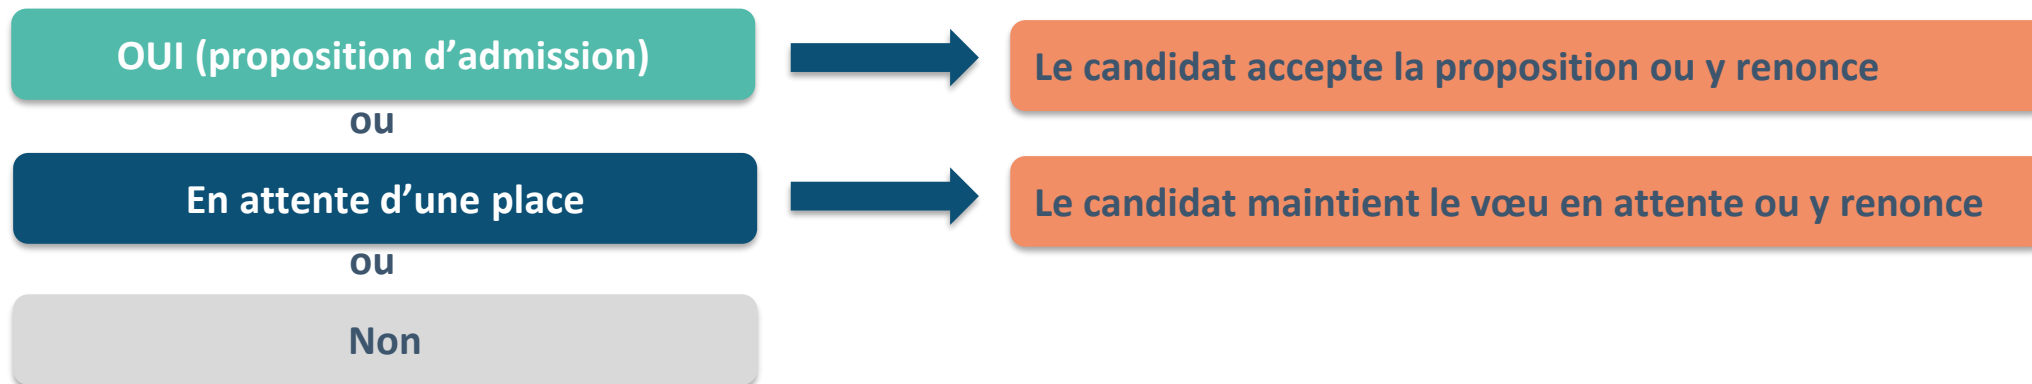 OUI (proposition d’admission)
Le candidat accepte la proposition ou y renonce
ou
En attente d’une place
Le candidat maintient le vœu en attente ou y renonce
ou
Non